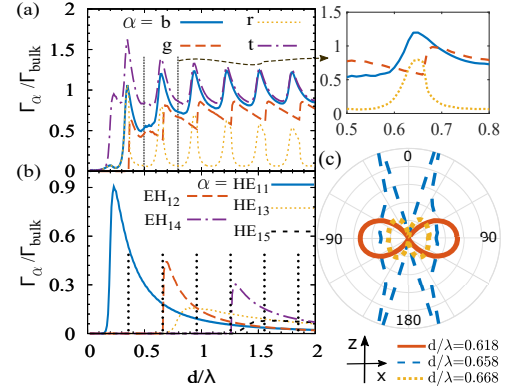 (a)
α = b
r
g
t
Γα /Γbulk
2
1.5
1
0.5
0
1.5
1
0.5
0
0.5
0.6
0.7
0.8
(b)
α = HE11
EH12
HE13
EH14
HE15
Γα /Γbulk
0.9
0.6
0.3
0
0
0.5
1
1.5
2
d/λ
(c)
0
-90
90
180
z
x
d/λ=0.618
d/λ=0.658
d/λ=0.668